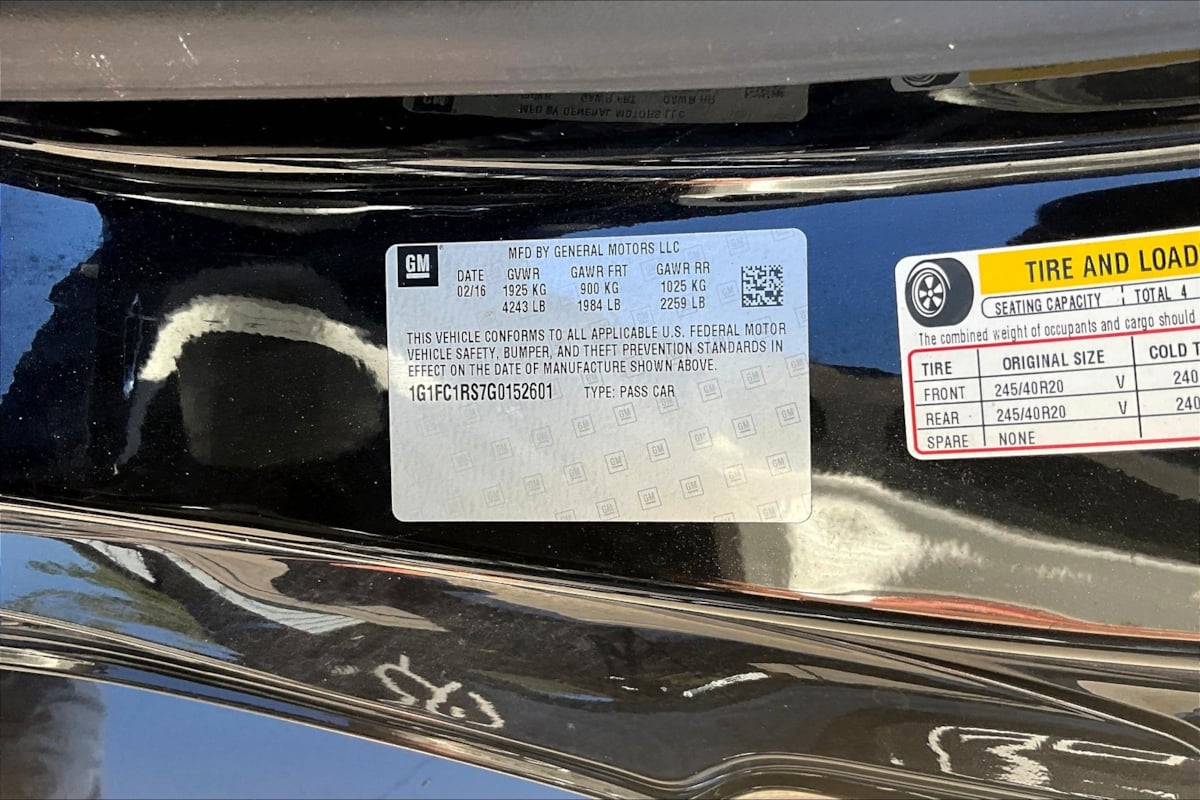 GM
MFD BY GENERAL MOTORS LLC
DATE GVWR GAWR FRT GAWR RR
02/16 1925 KG 900 KG 1025 KG
4243 LB 1984 LB 2259 LB
THIS VEHICLE CONFORMS TO ALL APPLICABLE U.S. FEDERAL MOTOR
VEHICLE SAFETY, BUMPER, AND THEFT PREVENTION STANDARDS IN
EFFECT ON THE DATE OF MANUFACTURE SHOWN ABOVE.
1G1FC1RS7G0152601 TYPE: PASS CAR
TIRE AND LOAD
SEATING CAPACITY TOTAL 4
The combined weight of occupants and cargo should
TIRE ORIGINAL SIZE COLD T
FRONT 245/40R20 V 240
REAR 245/40R20 V 240
SPARE NONE